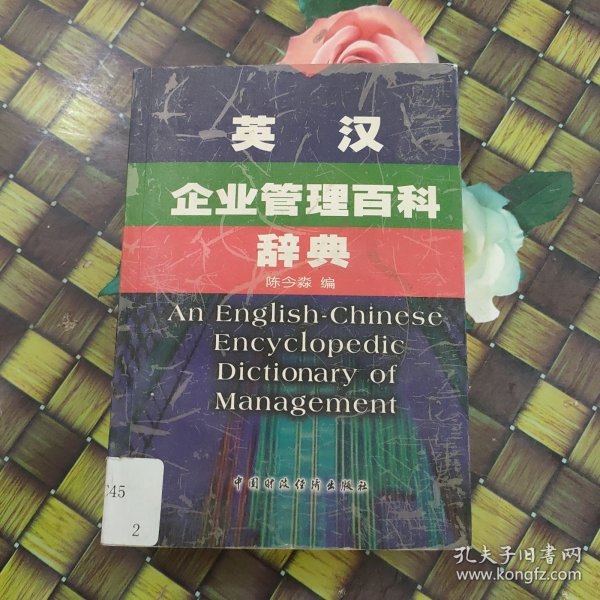 英 汉
企业管理百科
辞典
陈今淼 编
An English-Chinese
Encyclopedic
Dictionary of
Management
中国财政经济出版社
C45
2
孔夫子旧书网
www.kongfz.com